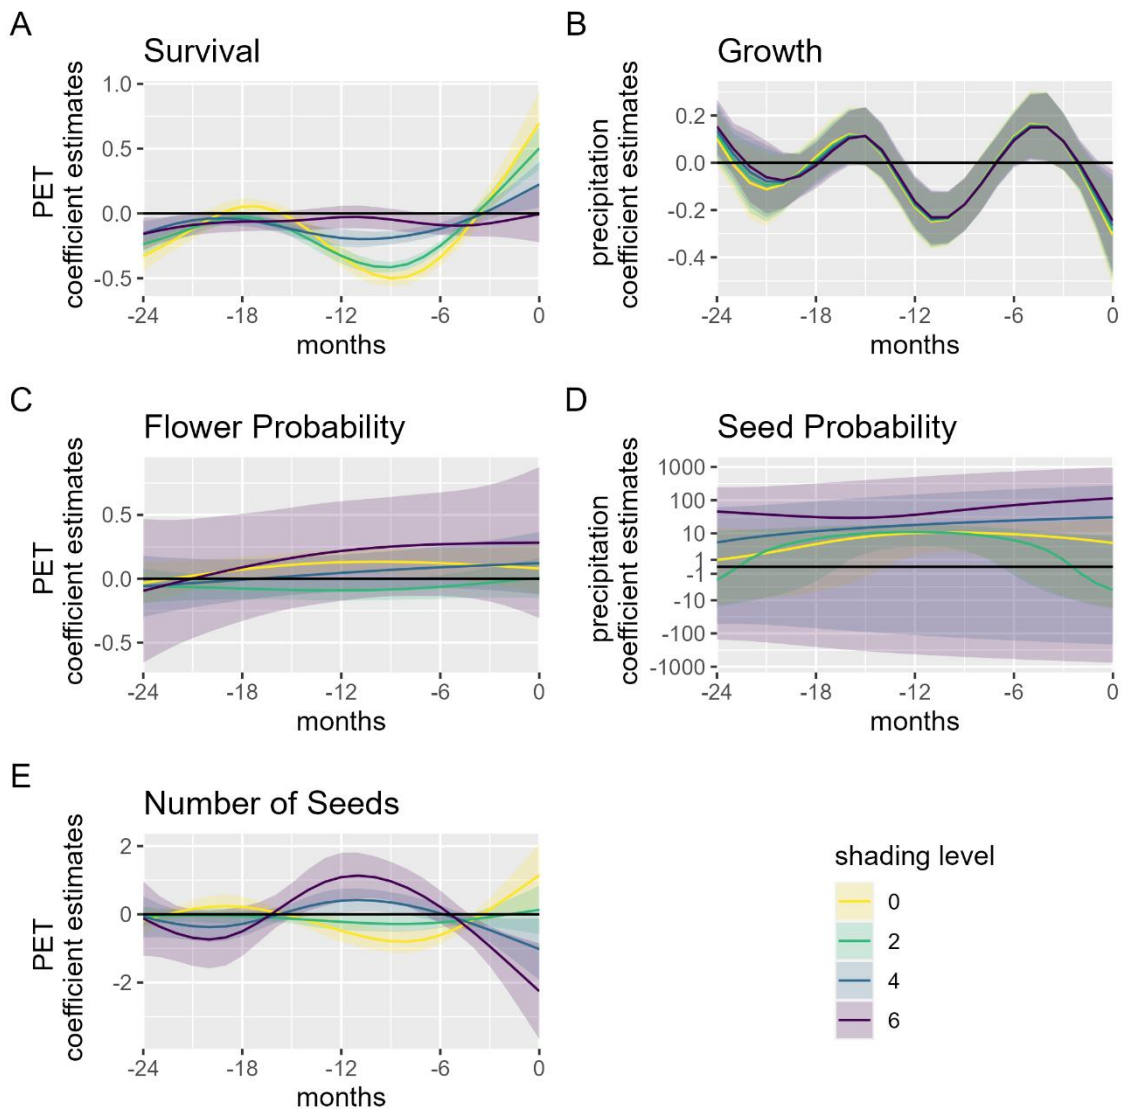 A
Survival
PET
coefficient estimates
1.0
0.5
0.0
-0.5
-24
-18
-12
-6
0
months
B
Growth
precipitation
coefficient estimates
0.2
0.0
-0.2
-0.4
-24
-18
-12
-6
0
months
C
Flower Probability
PET
coefficient estimates
0.5
0.0
-0.5
-24
-18
-12
-6
0
months
D
Seed Probability
precipitation
coefficient estimates
1000
100
10
1
-1
-10
-100
-1000
-24
-18
-12
-6
0
months
E
Number of Seeds
PET
coefficient estimates
2
0
-2
-24
-18
-12
-6
0
months
shading level
0
2
4
6